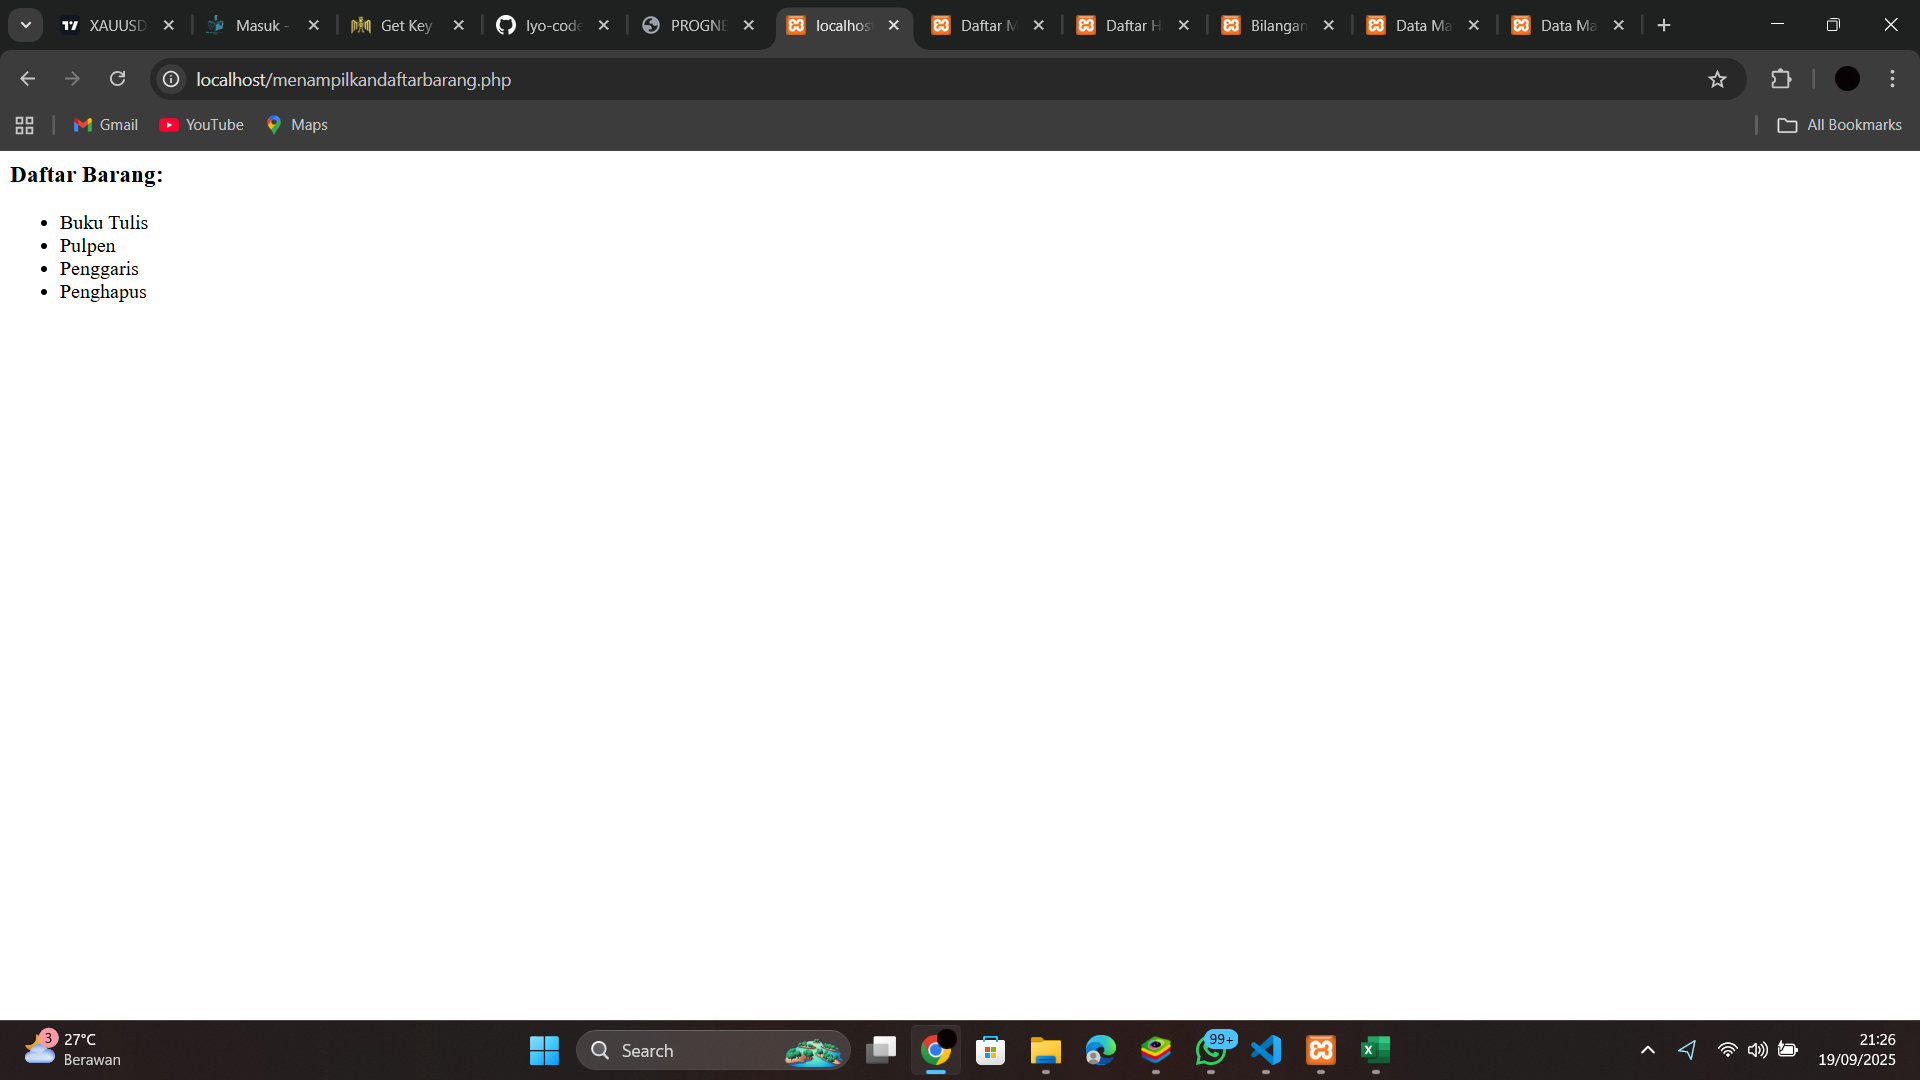 XAUUSD
Masuk -
Get Key
lyo-code
PROGNE
localhos
Daftar M
Daftar H
Bilangan
Data Ma
Data Ma
localhost/menampilkandaftarbarang.php
Gmail
YouTube
Maps
All Bookmarks
Daftar Barang:
Buku Tulis
Pulpen
Penggaris
Penghapus
3
27°C
Berawan
Search
99+
21:26
19/09/2025